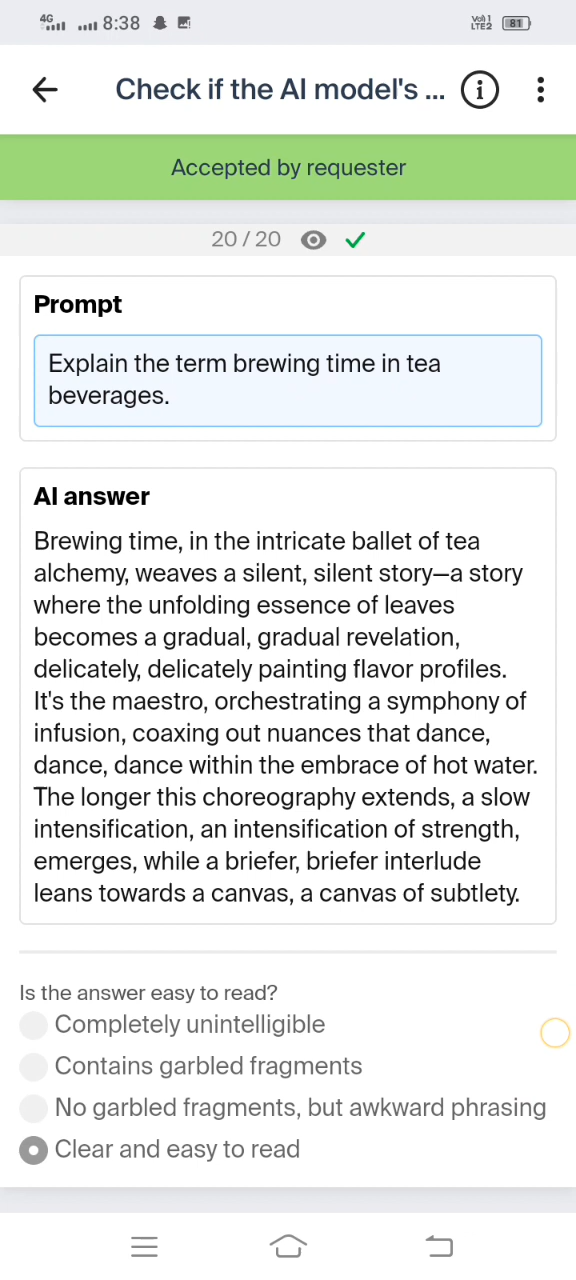 4G 8:38 Vo)) 1 LTE2 81
Check if the AI model's ...
Accepted by requester
20 / 20
Prompt
Explain the term brewing time in tea
beverages.
AI answer
Brewing time, in the intricate ballet of tea
alchemy, weaves a silent, silent story—a story
where the unfolding essence of leaves
becomes a gradual, gradual revelation,
delicately, delicately painting flavor profiles.
It's the maestro, orchestrating a symphony of
infusion, coaxing out nuances that dance,
dance, dance within the embrace of hot water.
The longer this choreography extends, a slow
intensification, an intensification of strength,
emerges, while a briefer, briefer interlude
leans towards a canvas, a canvas of subtlety.
Is the answer easy to read?
Completely unintelligible
Contains garbled fragments
No garbled fragments, but awkward phrasing
Clear and easy to read